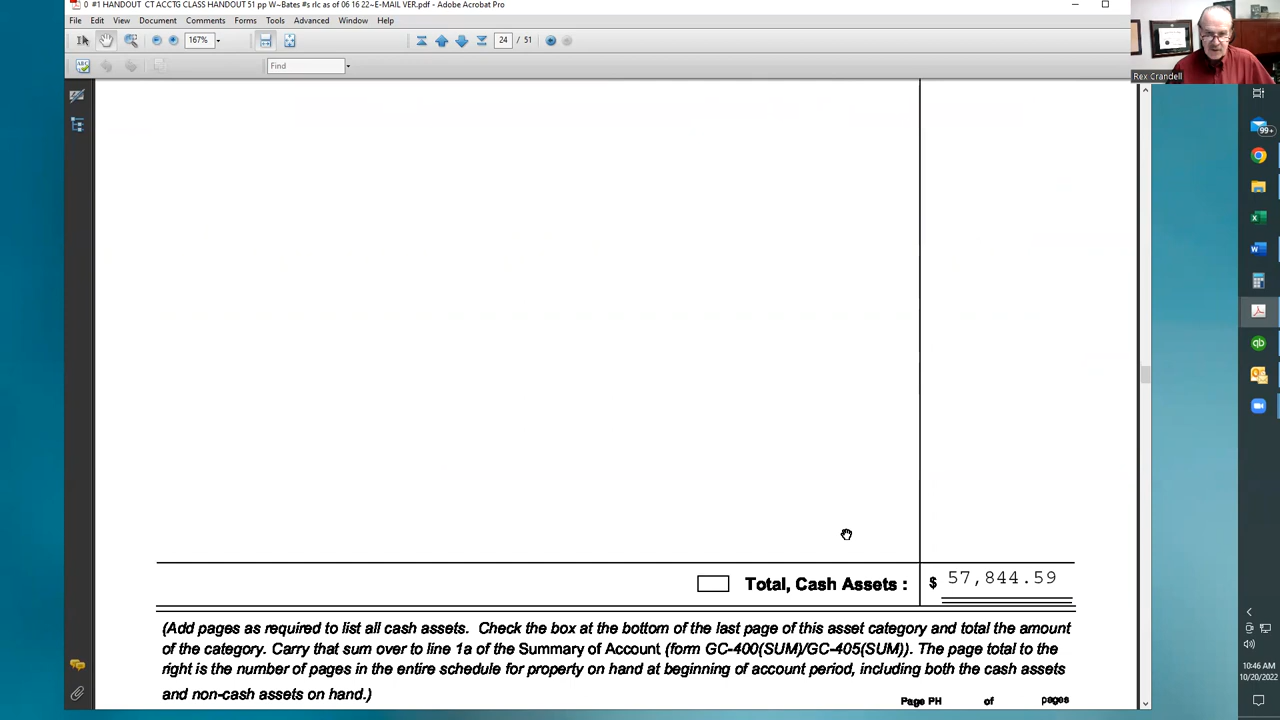 0 #1 HANDOUT CT ACCTG CLASS HANDOUT 51 pp W~Bates #s rlc as of 06 16 22~E-MAIL VER.pdf - Adobe Acrobat Pro
File Edit View Document Comments Forms Tools Advanced Window Help
167% 24 / 51
Find
Rex Crandell
99+
Total, Cash Assets : $ 57,844.59
(Add pages as required to list all cash assets. Check the box at the bottom of the last page of this asset category and total the amount
of the category. Carry that sum over to line 1a of the Summary of Account (form GC-400(SUM)/GC-405(SUM)). The page total to the
right is the number of pages in the entire schedule for property on hand at beginning of account period, including both the cash assets
and non-cash assets on hand.)
Page PH of pages
10:46 AM
10/20/2022